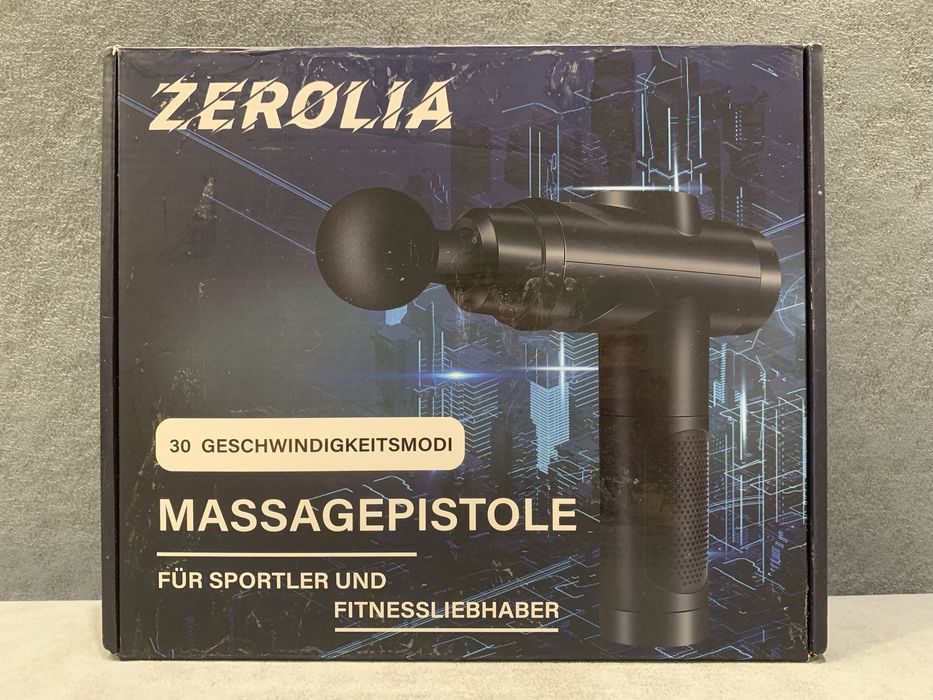 ZEROLIA
30 GESCHWINDIGKEITSMODI
MASSAGEPISTOLE
FÜR SPORTLER UND
FITNESSLIEBHABER